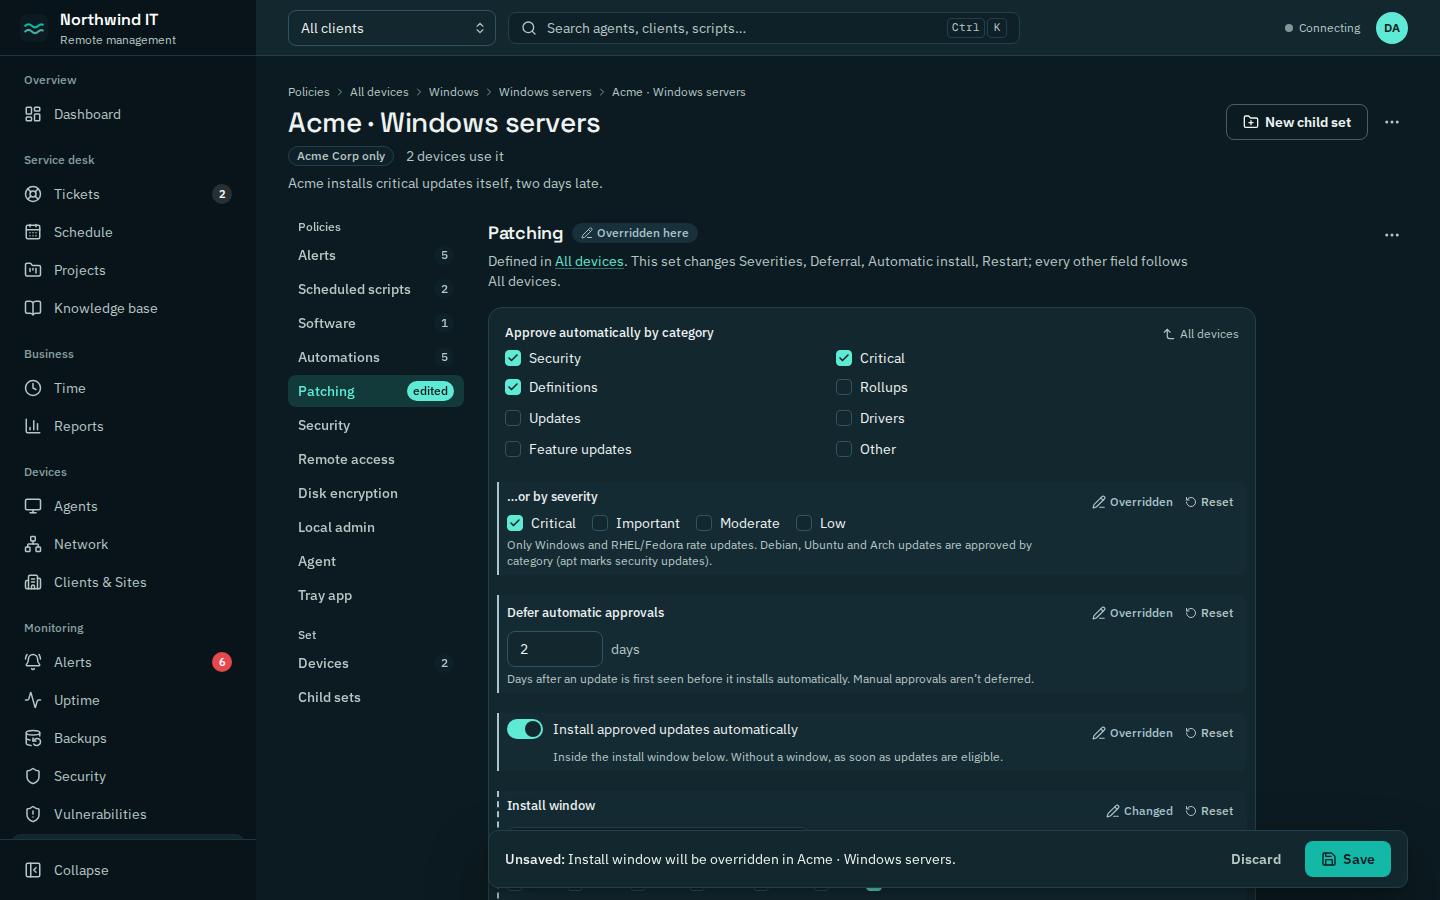 Northwind IT
Remote management
All clients
Search agents, clients, scripts...
Ctrl K
Connecting
DA
Overview
Dashboard
Service desk
Tickets 2
Schedule
Projects
Knowledge base
Business
Time
Reports
Devices
Agents
Network
Clients & Sites
Monitoring
Alerts 6
Uptime
Backups
Security
Vulnerabilities
Collapse
Policies > All devices > Windows > Windows servers > Acme · Windows servers
Acme · Windows servers
New child set
Acme Corp only 2 devices use it
Acme installs critical updates itself, two days late.
Policies
Alerts 5
Scheduled scripts 2
Software 1
Automations 5
Patching edited
Security
Remote access
Disk encryption
Local admin
Agent
Tray app
Set
Devices 2
Child sets
Patching Overridden here
Defined in All devices. This set changes Severities, Deferral, Automatic install, Restart; every other field follows
All devices.
Approve automatically by category
All devices
Security Critical
Definitions Rollups
Updates Drivers
Feature updates Other
...or by severity
Overridden Reset
Critical Important Moderate Low
Only Windows and RHEL/Fedora rate updates. Debian, Ubuntu and Arch updates are approved by
category (apt marks security updates).
Defer automatic approvals
Overridden Reset
2 days
Days after an update is first seen before it installs automatically. Manual approvals aren't deferred.
Install approved updates automatically
Overridden Reset
Inside the install window below. Without a window, as soon as updates are eligible.
Install window
Changed Reset
Unsaved: Install window will be overridden in Acme · Windows servers.
Discard
Save